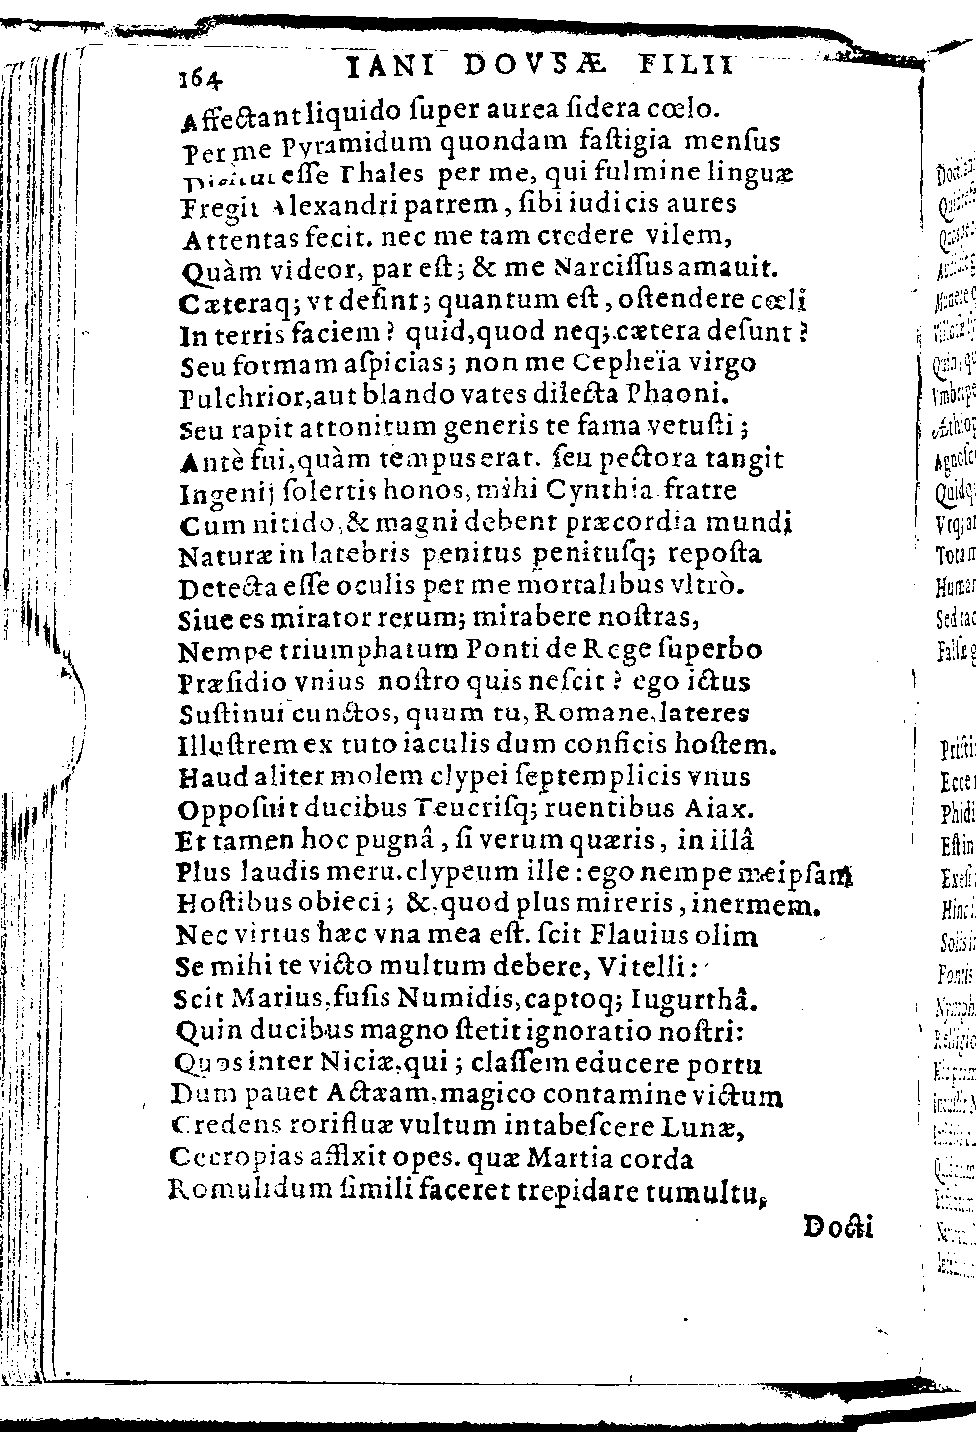 164 IANI DOVSÆ FILII
Affectant liquido ſuper aurea ſidera cœlo.
Per me Pyramidum quondam faſtigia menſus
eſſe Thales per me, qui fulmine linguæ
Fregit Alexandri patrem, ſibi iudicis aures
Attentas fecit. nec me tam credere vilem,
Quàm videor, par eſt; & me Narciſſus amauit.
Cæteraq; vt deſint; quantum eſt, oſtendere cœli
In terris faciem? quid, quod neq; cætera deſunt?
Seu formam aſpicias; non me Cepheïa virgo
Pulchrior, aut blando vates dilecta Phaoni.
Seu rapit attonitum generis te fama vetuſti;
Antè fui, quàm tempus erat. ſeu pectora tangit
Ingenij ſolertis honos, mihi Cynthia fratre
Cum nitido, & magni debent præcordia mundi
Naturæ in latebris penitus penituſq; repoſta
Detecta eſſe oculis per me mortalibus vltrò.
Siue es mirator rerum; mirabere noſtras,
Nempe triumphatum Ponti de Rege ſuperbo
Præſidio vnius noſtro quis neſcit? ego ictus
Suſtinui cunctos, quum tu, Romane, lateres
Illuſtrem ex tuto iaculis dum conficis hoſtem.
Haud aliter molem clypei ſeptemplicis vnus
Oppoſuit ducibus Teucriſq; ruentibus Aiax.
Et tamen hoc pugnâ, ſi verum quæris, in illâ
Plus laudis meru. clypeum ille: ego nempe meipſam
Hoſtibus obieci; & quod plus mireris, inermem.
Nec virtus hæc vna mea eſt. ſcit Flauius olim
Se mihi te victo multum debere, Vitelli:
Scit Marius, fuſis Numidis, captoq; Iugurthâ.
Quin ducibus magno ſtetit ignoratio noſtri:
Quos inter Niciæ, qui; claſſem educere portu
Dum pauet Actæam, magico contamine victum
Credens rorifluæ vultum intabeſcere Lunæ,
Cecropias afflixit opes. quæ Martia corda
Romulidum ſimili faceret trepidare tumultu,
Docti